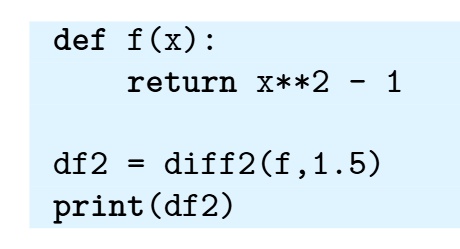 def f(x):
    return x**2 - 1

df2 = diff2(f,1.5)
print(df2)